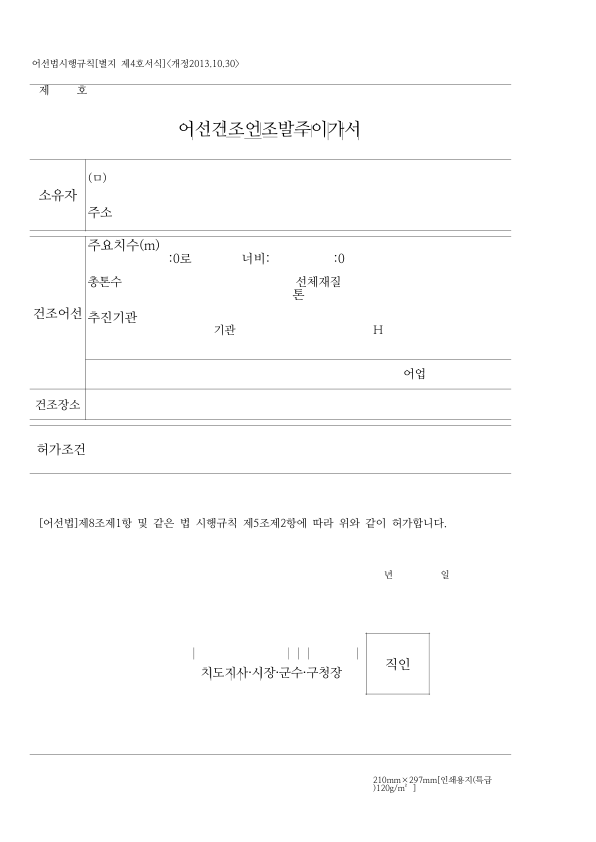 어선법시행규칙[별지 제4호서식]<개정2013.10.30>
제 호
어선건조언조발주이가서
소유자
(ㅁ)
주소
건조어선
주요치수(m)
:0로 너비: :0
총톤수 선체재질
톤
추진기관
기관 H
어업
건조장소
허가조건
[어선법]제8조제1항 및 같은 법 시행규칙 제5조제2항에 따라 위와 같이 허가합니다.
년 일
치도지사·시장·군수·구청장
직인
210mm×297mm[인쇄용지(특급
)120g/㎡ ]